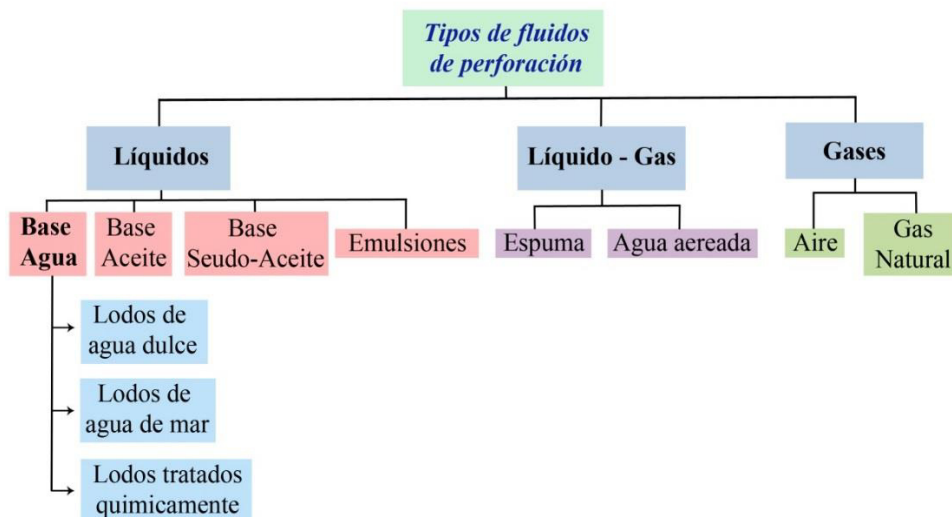 Tipos de fluidos
de perforación
Líquidos
Líquido - Gas
Gases
Base
Agua
Base
Aceite
Base
Seudo-Aceite
Emulsiones
Espuma
Agua aereada
Aire
Gas
Natural
Lodos de
agua dulce
Lodos de
agua de mar
Lodos tratados
quimicamente